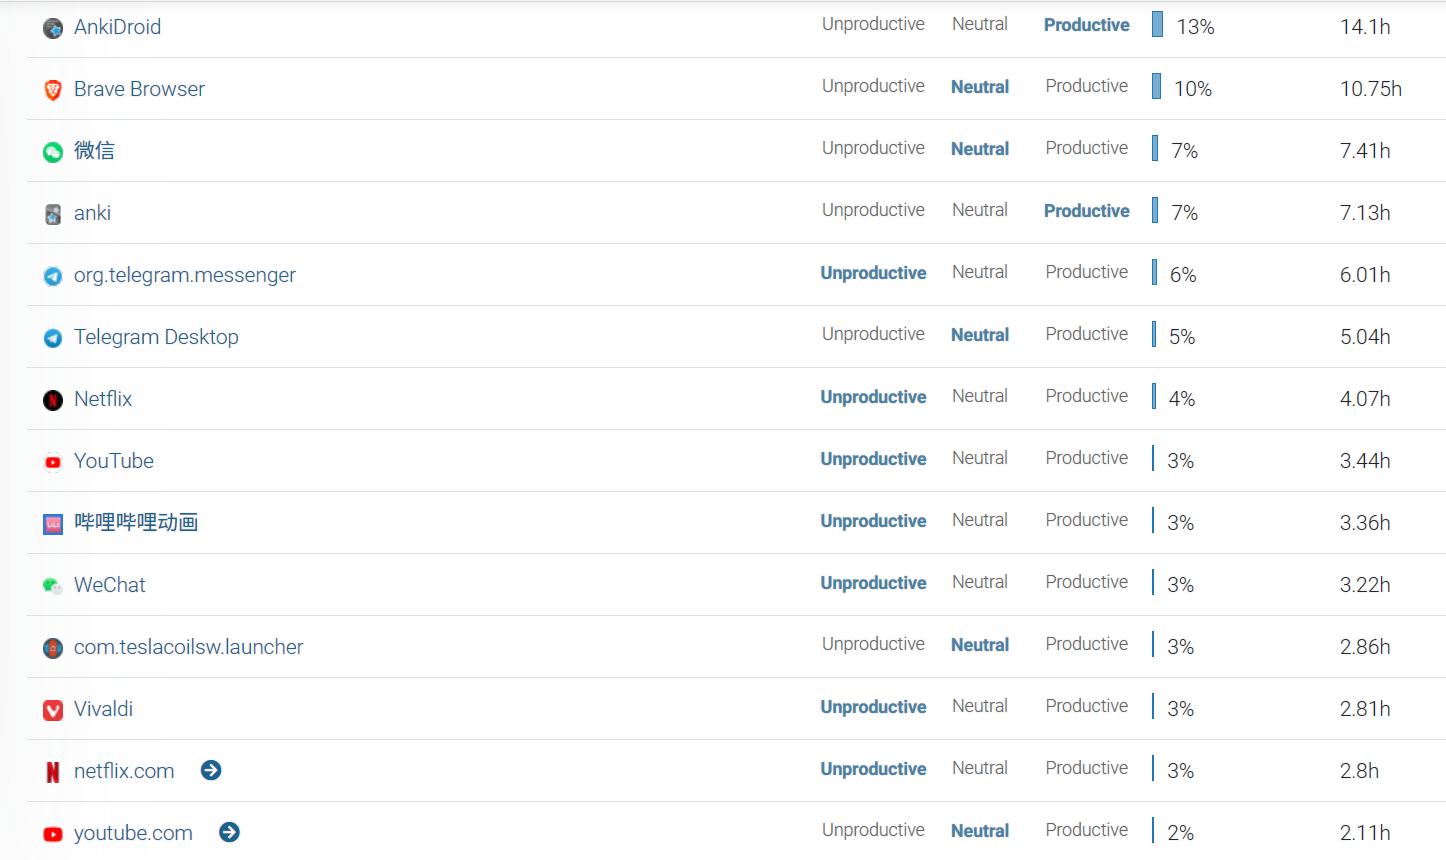 AnkiDroid Unproductive Neutral Productive 13% 14.1h
Brave Browser Unproductive Neutral Productive 10% 10.75h
微信 Unproductive Neutral Productive 7% 7.41h
anki Unproductive Neutral Productive 7% 7.13h
org.telegram.messenger Unproductive Neutral Productive 6% 6.01h
Telegram Desktop Unproductive Neutral Productive 5% 5.04h
Netflix Unproductive Neutral Productive 4% 4.07h
YouTube Unproductive Neutral Productive 3% 3.44h
哔哩哔哩动画 Unproductive Neutral Productive 3% 3.36h
WeChat Unproductive Neutral Productive 3% 3.22h
com.teslacoilsw.launcher Unproductive Neutral Productive 3% 2.86h
Vivaldi Unproductive Neutral Productive 3% 2.81h
netflix.com Unproductive Neutral Productive 3% 2.8h
youtube.com Unproductive Neutral Productive 2% 2.11h